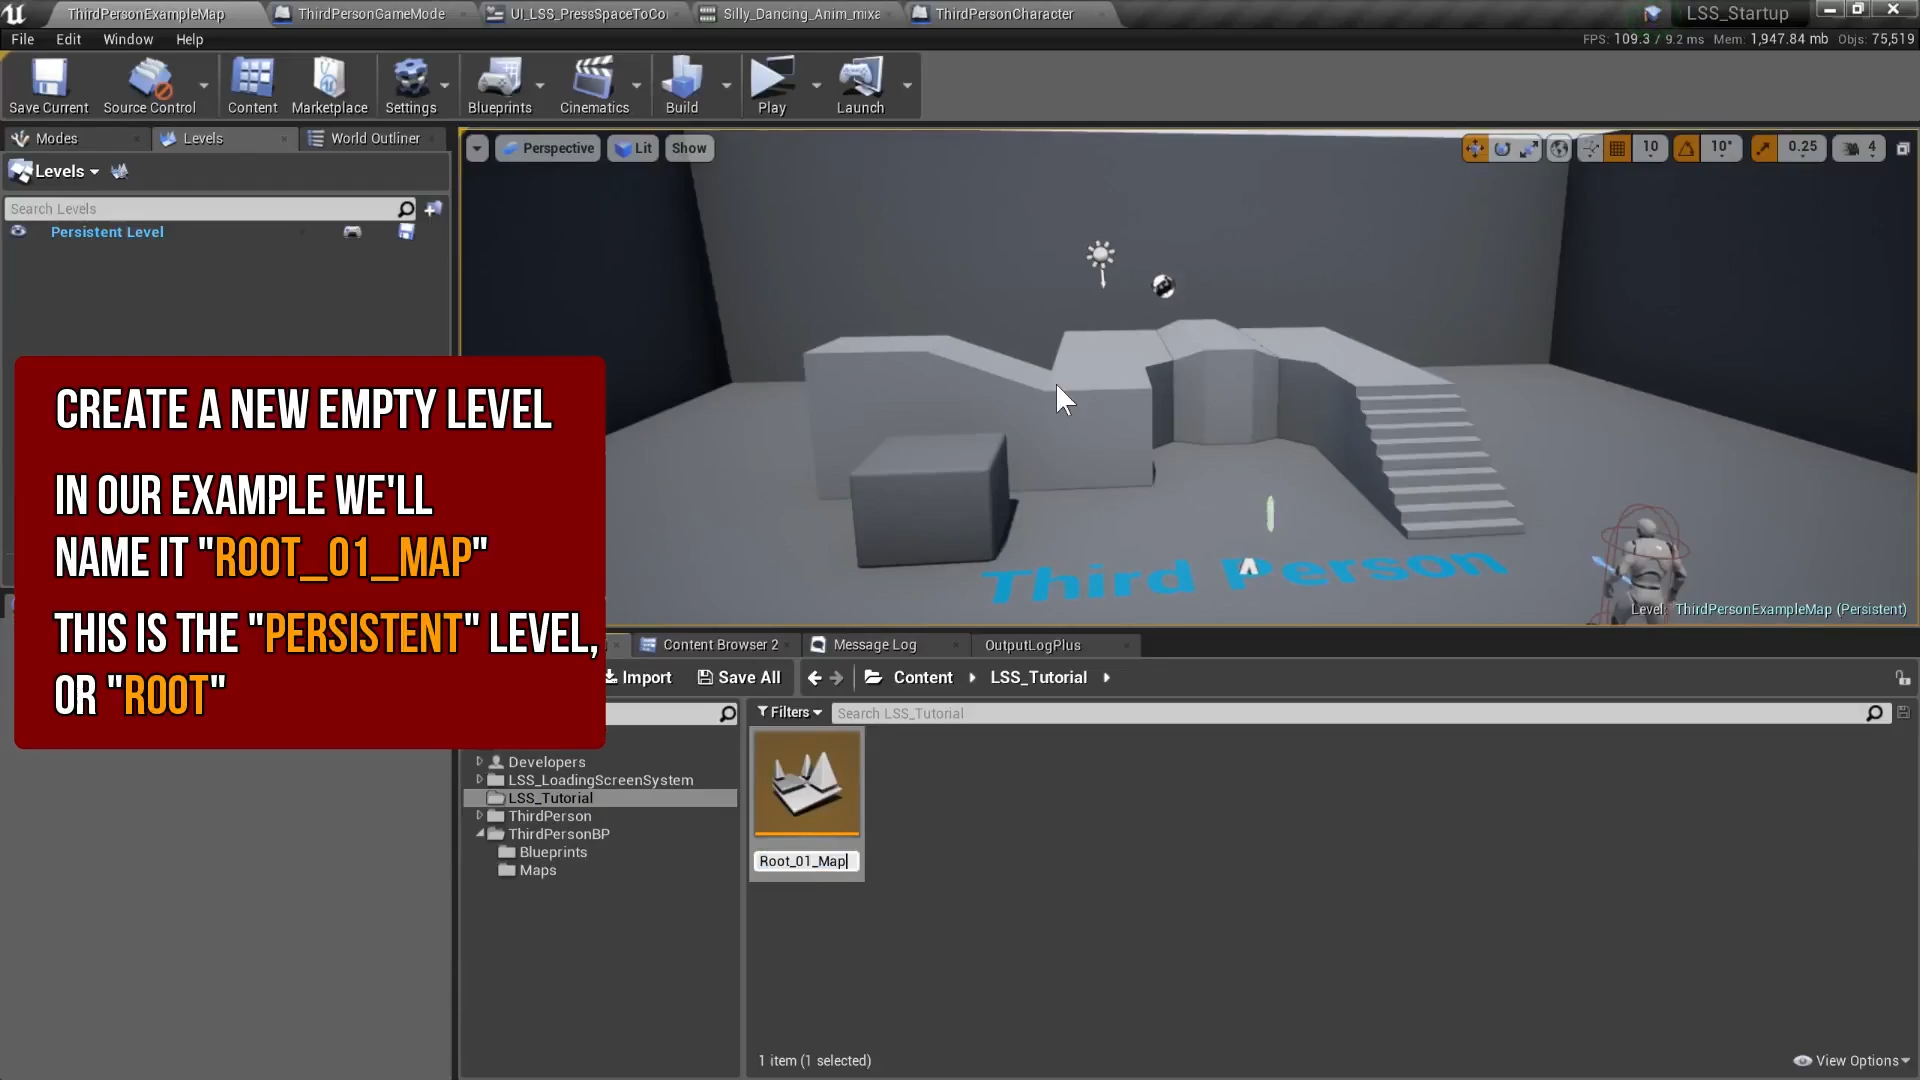 ThirdPersonExampleMap
ThirdPersonGameMode
UI_LSS_PressSpaceToCo
Silly_Dancing_Anim_mixa
ThirdPersonCharacter
LSS_Startup
File Edit Window Help
FPS: 109.3 / 9.2 ms Mem: 1,947.84 mb Objs: 75,519
Save Current
Source Control
Content
Marketplace
Settings
Blueprints
Cinematics
Build
Play
Launch
Modes
Levels
World Outliner
Perspective
Lit
Show
10
10°
0.25
4
Levels
Search Levels
Persistent Level
CREATE A NEW EMPTY LEVEL
IN OUR EXAMPLE WE'LL
NAME IT "ROOT_01_MAP"
THIS IS THE "PERSISTENT" LEVEL,
OR "ROOT"
Third Person
Level: ThirdPersonExampleMap (Persistent)
Content Browser 2
Message Log
OutputLogPlus
Import
Save All
Content
LSS_Tutorial
Filters
Search LSS_Tutorial
Developers
LSS_LoadingScreenSystem
LSS_Tutorial
ThirdPerson
ThirdPersonBP
Blueprints
Maps
Root_01_Map
1 item (1 selected)
View Options